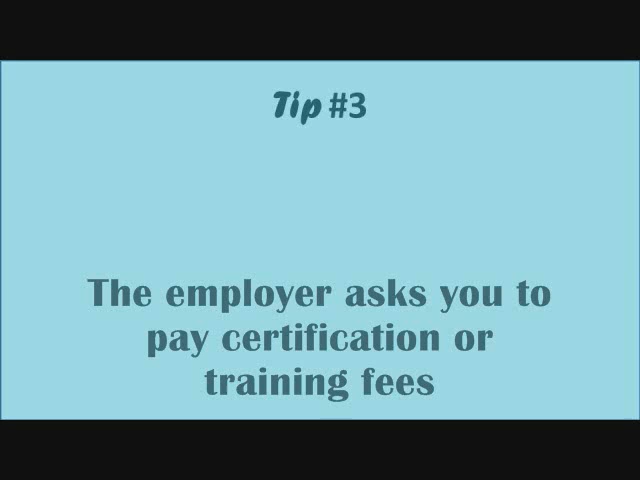 Tip #3
The employer asks you to
pay certification or
training fees